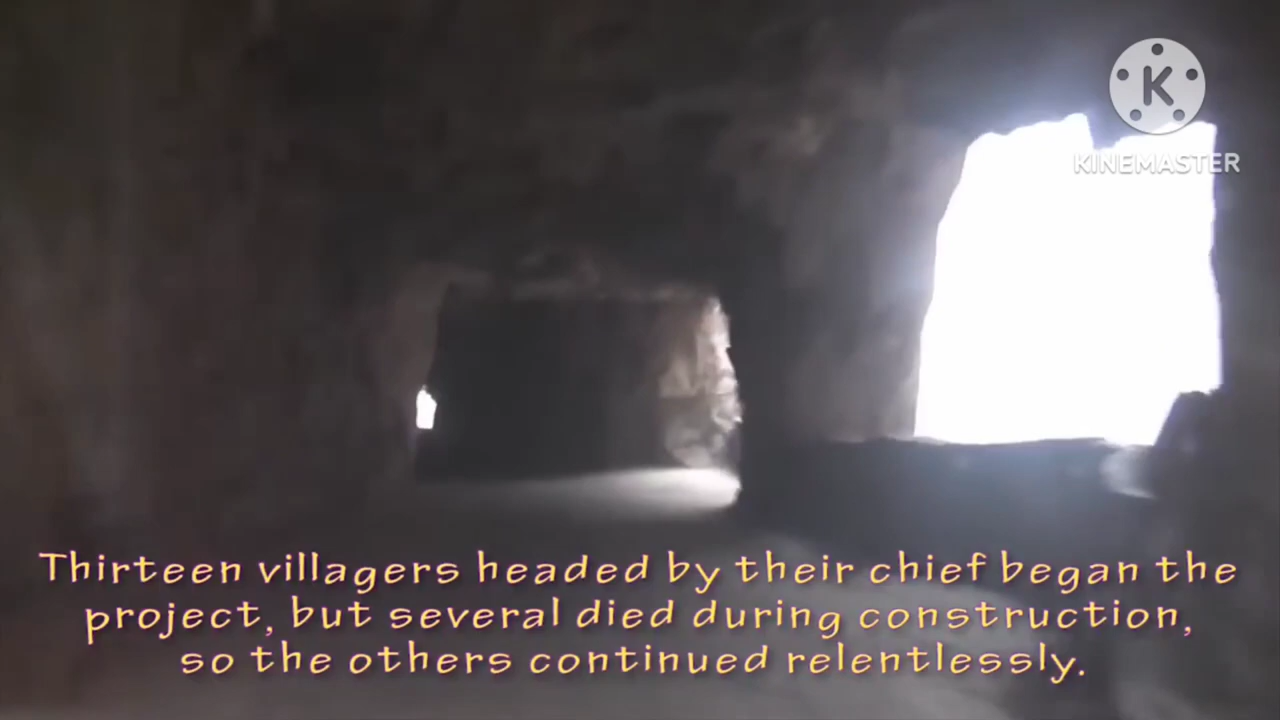 K
KINEMASTER
Thirteen villagers headed by their chief began the
project, but several died during construction,
so the others continued relentlessly.